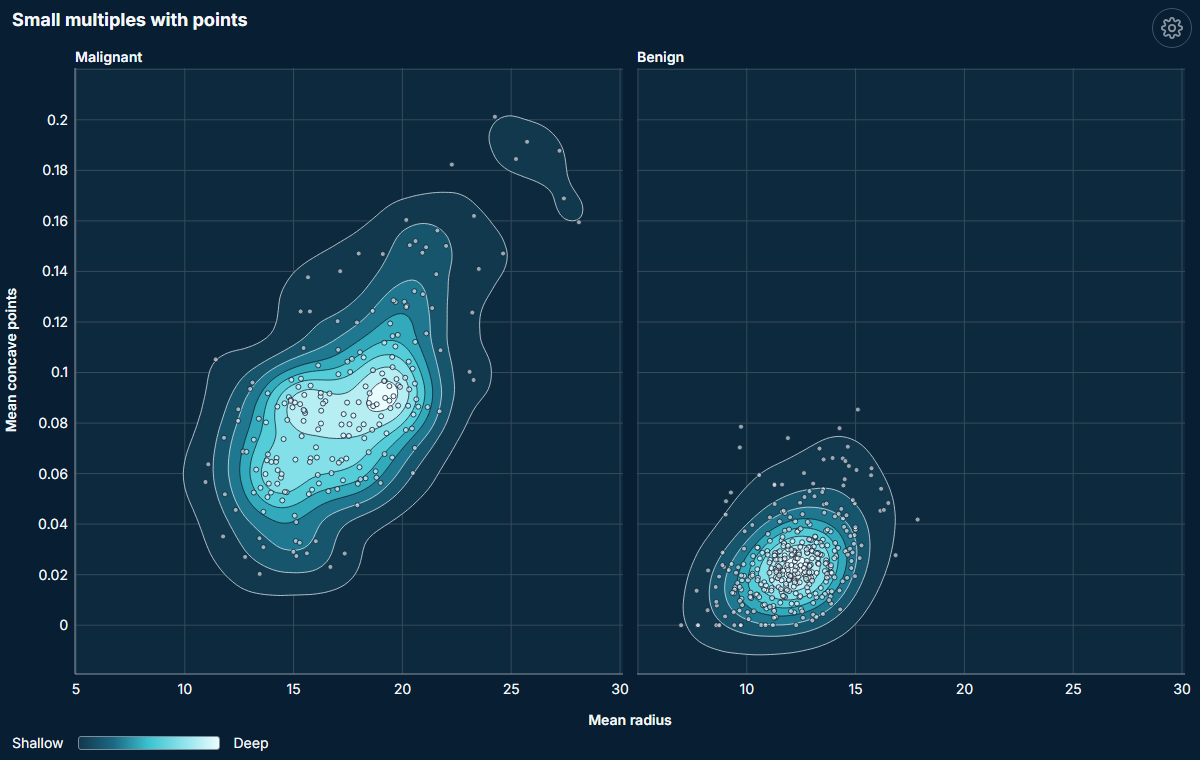 Small multiples with points
Malignant
Benign
0.2
0.18
0.16
0.14
0.12
0.1
0.08
0.06
0.04
0.02
0
Mean concave points
5 10 15 20 25 30
10 15 20 25 30
Mean radius
Shallow Deep